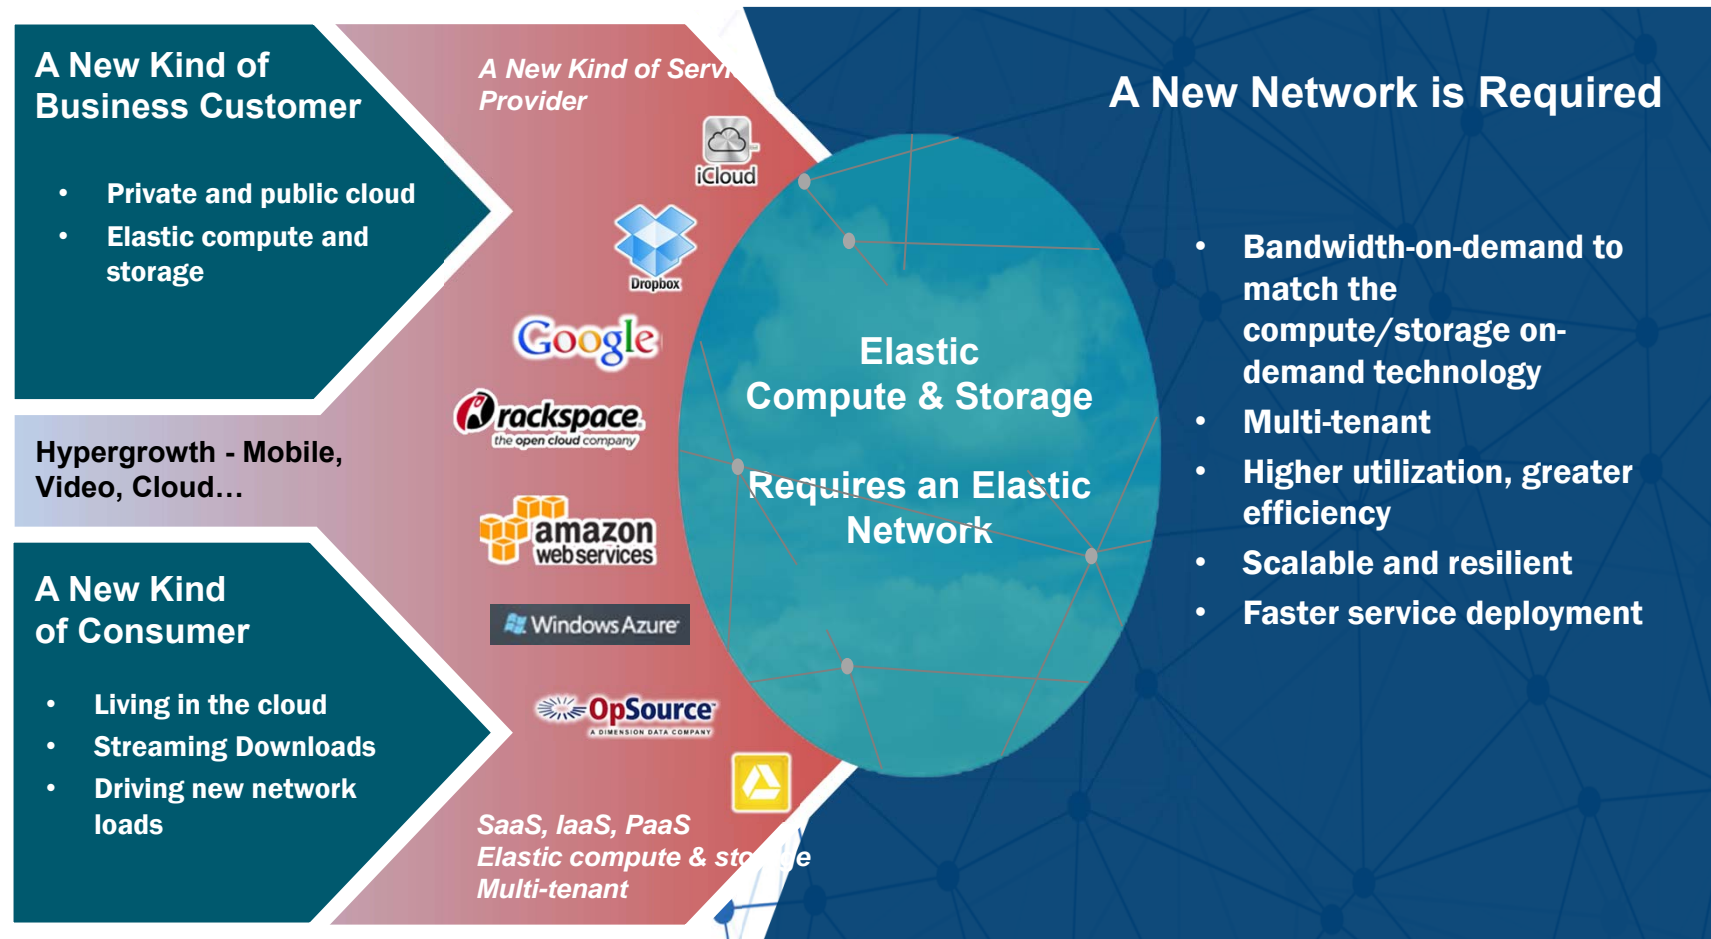 A New Kind of
Business Customer
• Private and public cloud
• Elastic compute and
storage
Hypergrowth - Mobile,
Video, Cloud…
A New Kind
of Consumer
• Living in the cloud
• Streaming Downloads
• Driving new network
loads
A New Kind of
Provider
iCloud
Dropbox
Google
rackspace.
the open cloud company
amazon
webservices
Windows Azure
OpSource
A DIMENSION DATA COMPANY
SaaS, IaaS, PaaS
Elastic compute &
Multi-tenant
Elastic
Compute & Storage
Requires an Elastic
Network
A New Network is Required
• Bandwidth-on-demand to
match the
compute/storage on-
demand technology
• Multi-tenant
• Higher utilization, greater
efficiency
• Scalable and resilient
• Faster service deployment